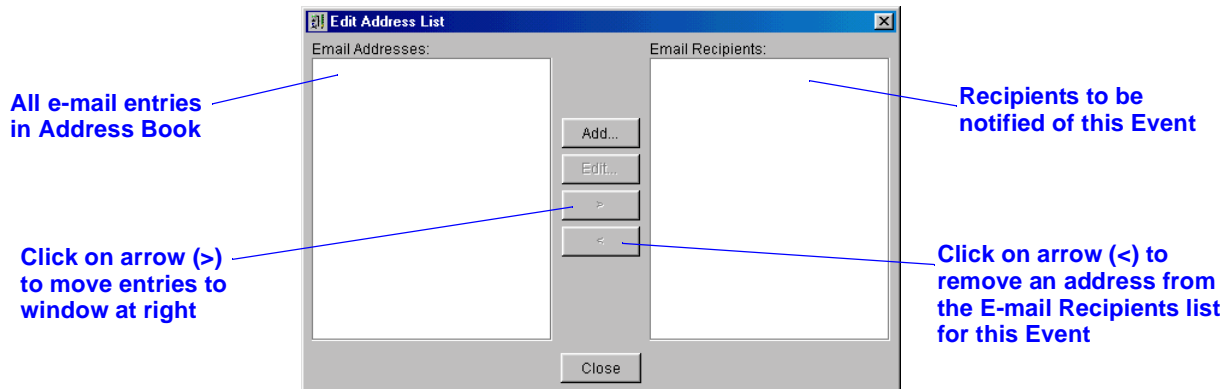 Edit Address List
Email Addresses:
Email Recipients:
All e-mail entries
in Address Book
Recipients to be
notified of this Event
Add...
Edit...
>
<
Click on arrow (>)
to move entries to
window at right
Click on arrow (<) to
remove an address from
the E-mail Recipients list
for this Event
Close